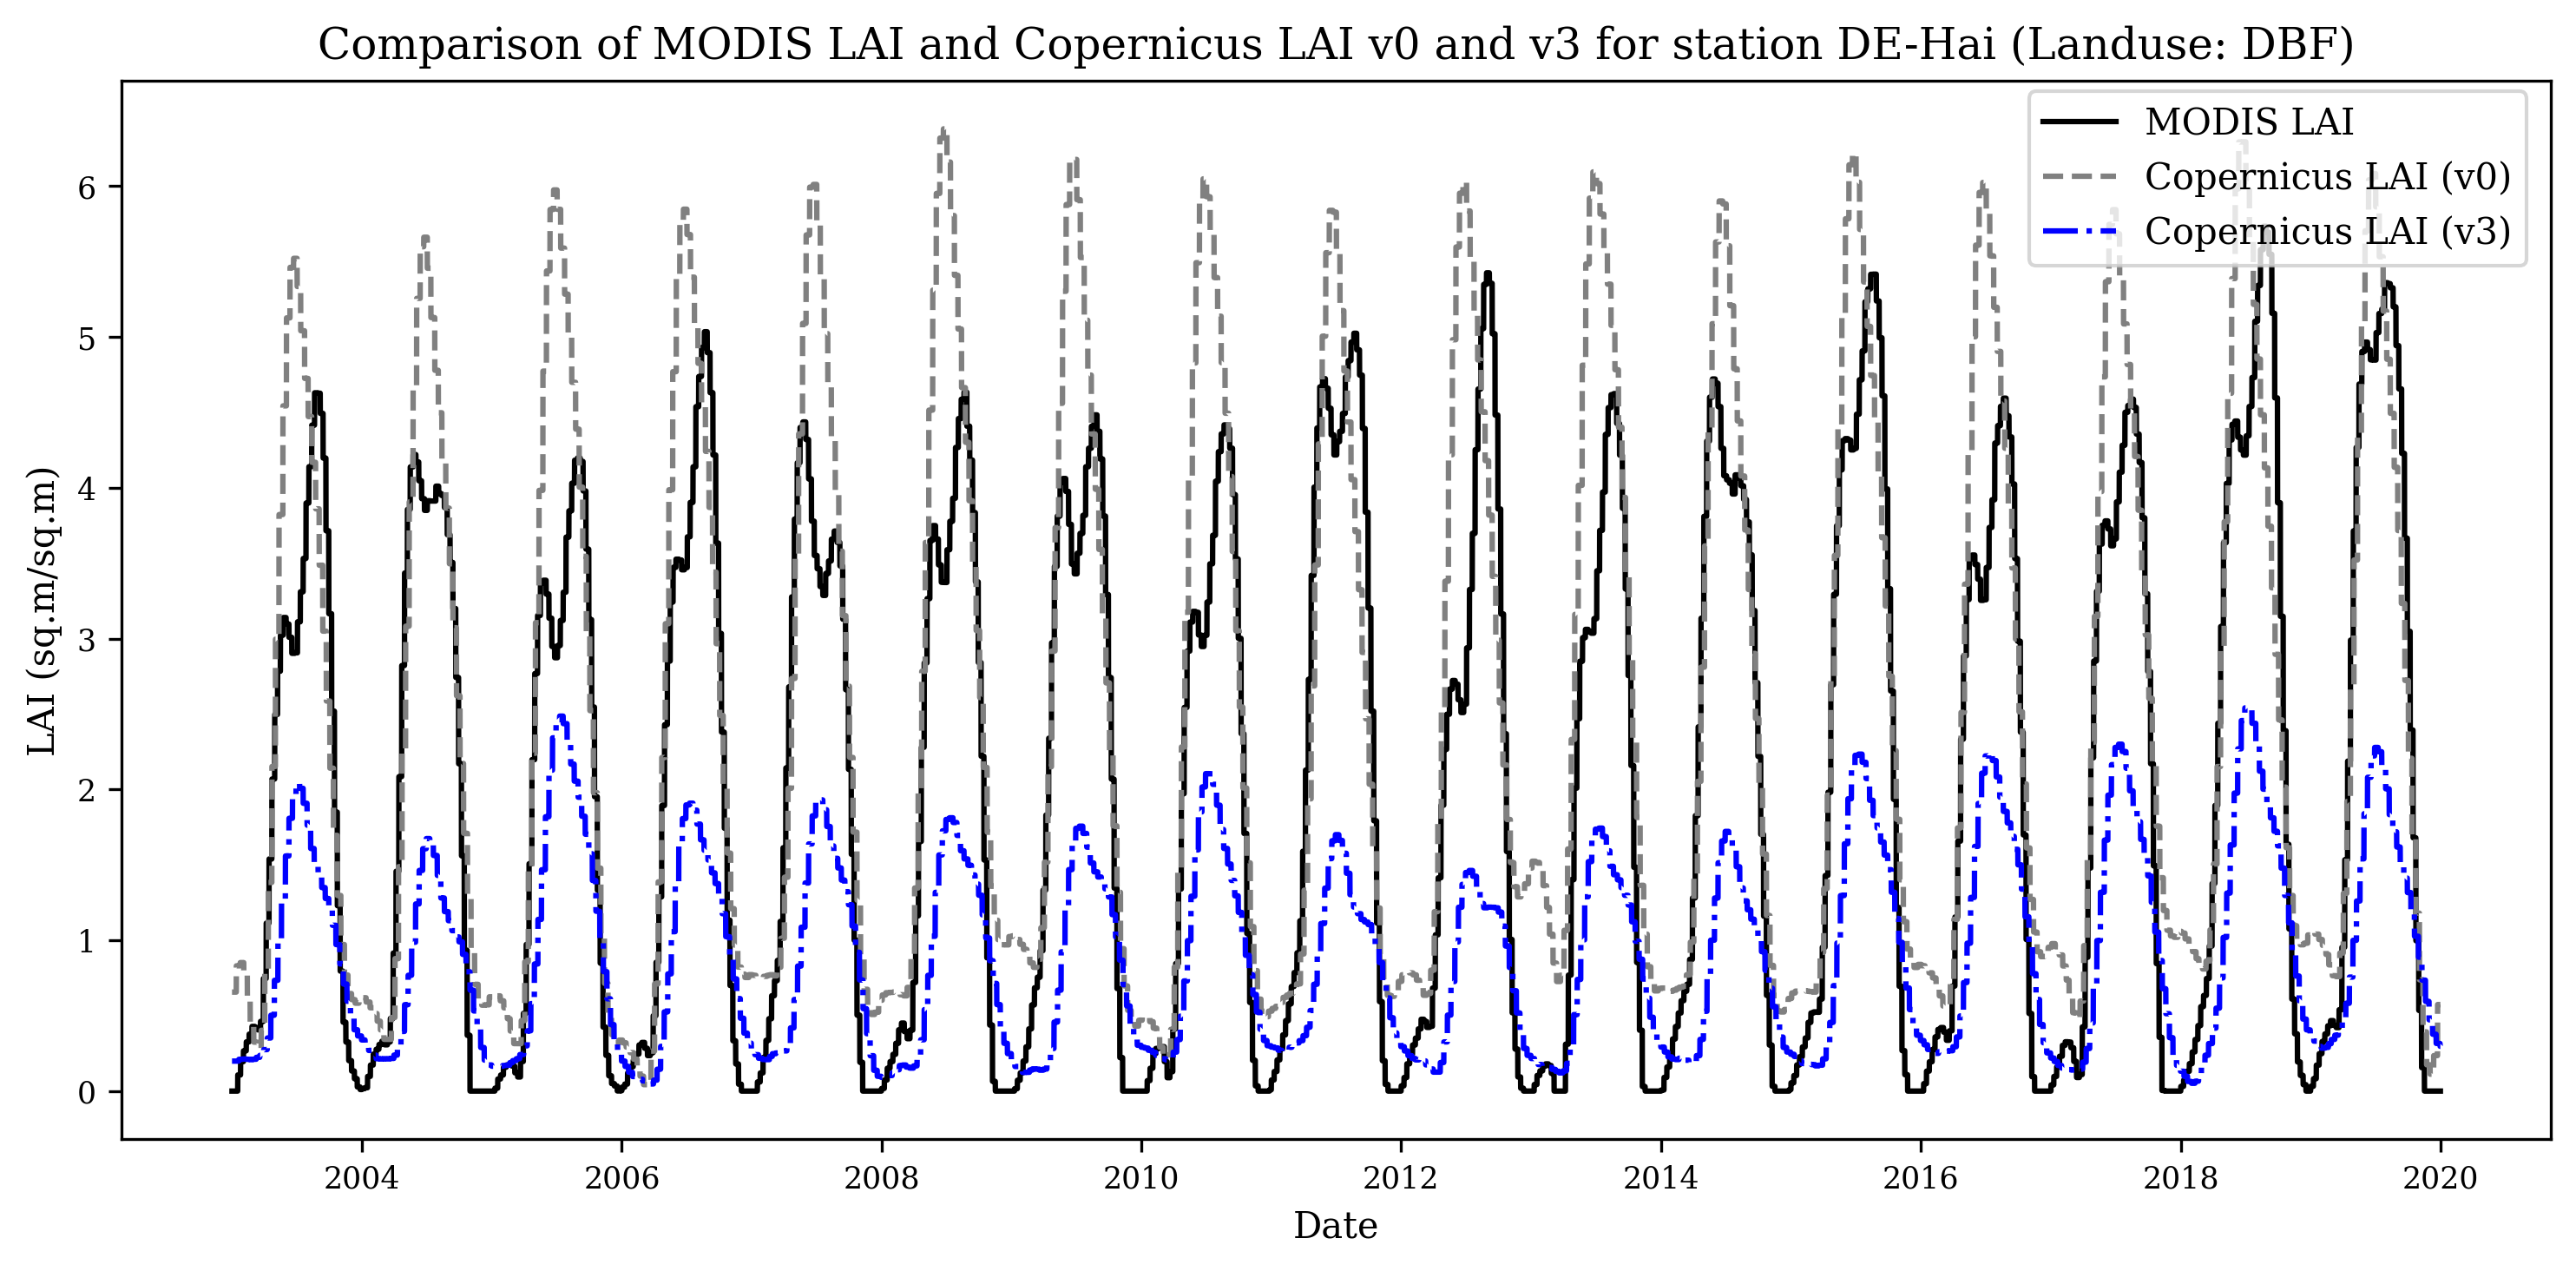 Comparison of MODIS LAI and Copernicus LAI v0 and v3 for station DE-Hai (Landuse: DBF)
MODIS LAI
Copernicus LAI (v0)
Copernicus LAI (v3)
LAI (sq.m/sq.m)
6
5
4
3
2
1
0
2004 2006 2008 2010 2012 2014 2016 2018 2020
Date